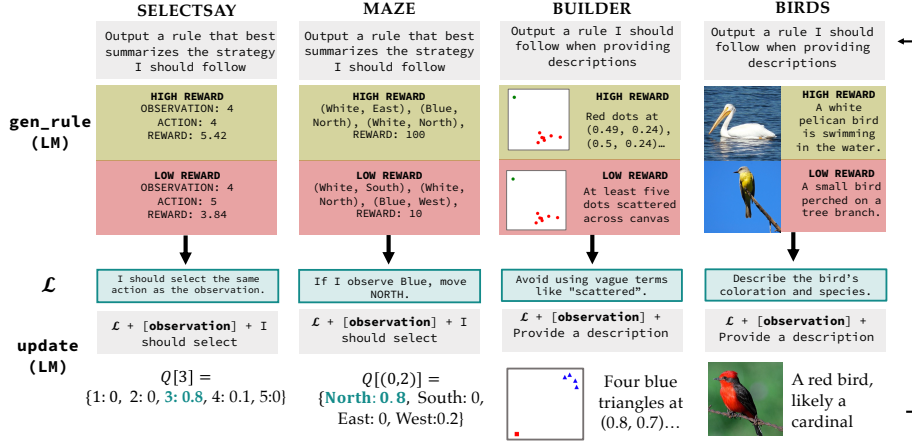 SELECTSAY
Output a rule that best
summarizes the strategy
I should follow
HIGH REWARD
OBSERVATION: 4
ACTION: 4
REWARD: 5.42
LOW REWARD
OBSERVATION: 4
ACTION: 5
REWARD: 3.84
I should select the same
action as the observation.
ℒ + [observation] + I
should select
Q[3] =
{1: 0, 2: 0, 3: 0.8, 4: 0.1, 5:0}
MAZE
Output a rule that best
summarizes the strategy
I should follow
HIGH REWARD
(White, East), (Blue,
North), (White, North),
REWARD: 100
LOW REWARD
(White, South), (White,
North), (Blue, West),
REWARD: 10
If I observe Blue, move
NORTH.
ℒ + [observation] + I
should select
Q[(0,2)] =
{North: 0.8, South: 0,
East: 0, West:0.2}
BUILDER
Output a rule I should
follow when providing
descriptions
HIGH REWARD
Red dots at
(0.49, 0.24),
(0.5, 0.24)…
LOW REWARD
At least five
dots scattered
across canvas
Avoid using vague terms
like "scattered".
ℒ + [observation] +
Provide a description
Four blue
triangles at
(0.8, 0.7)…
BIRDS
Output a rule I should
follow when providing
descriptions
HIGH REWARD
A white
pelican bird
is swimming
in the water.
LOW REWARD
A small bird
perched on a
tree branch.
Describe the bird's
coloration and species.
ℒ + [observation] +
Provide a description
A red bird,
likely a
cardinal
gen_rule
(LM)
ℒ
update
(LM)